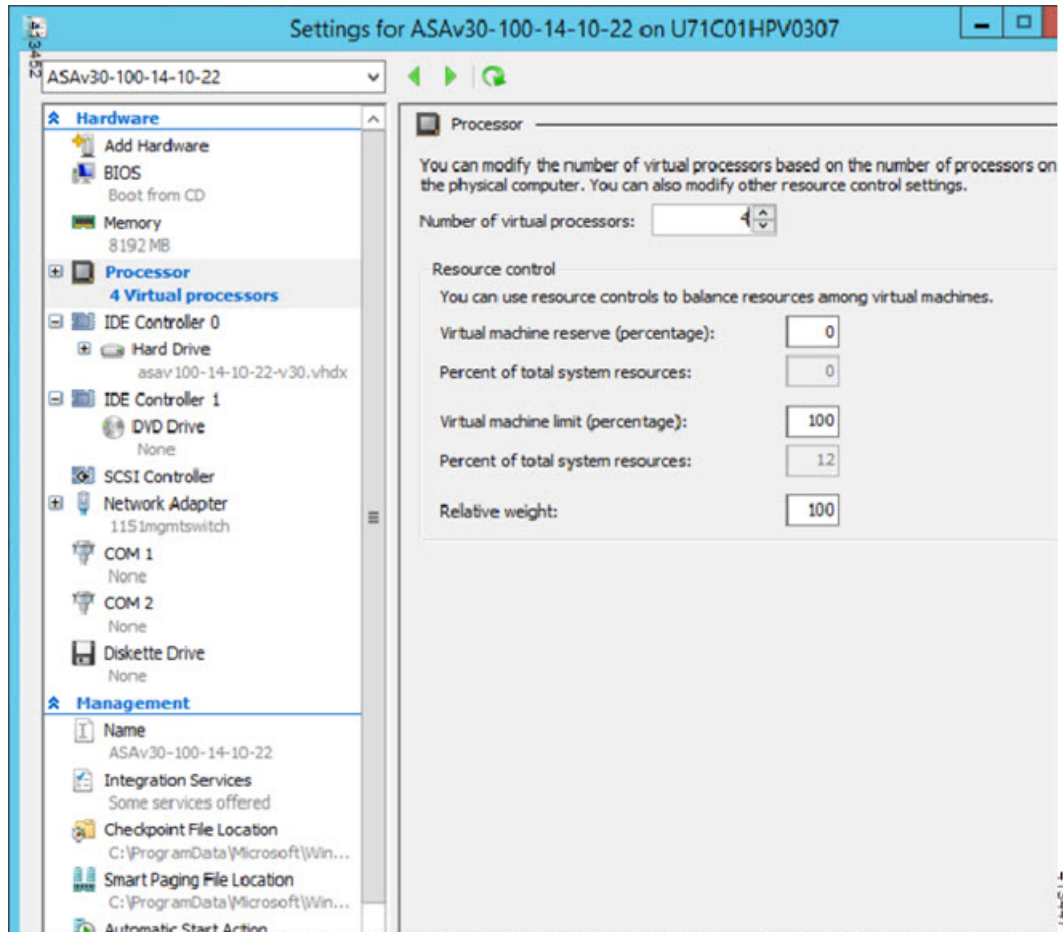 Settings for ASAv30-100-14-10-22 on U71C01HPV0307
413452
ASAv30-100-14-10-22
Hardware
Add Hardware
BIOS
Boot from CD
Memory
8192 MB
Processor
4 Virtual processors
IDE Controller 0
Hard Drive
asav100-14-10-22-v30.vhdx
IDE Controller 1
DVD Drive
None
SCSI Controller
Network Adapter
1151mgmtswitch
COM 1
None
COM 2
None
Diskette Drive
None
Management
Name
ASAv30-100-14-10-22
Integration Services
Some services offered
Checkpoint File Location
C:\ProgramData\Microsoft\Win...
Smart Paging File Location
C:\ProgramData\Microsoft\Win...
Automatic Start Action
Processor
You can modify the number of virtual processors based on the number of processors on
the physical computer. You can also modify other resource control settings.
Number of virtual processors: 4
Resource control
You can use resource controls to balance resources among virtual machines.
Virtual machine reserve (percentage): 0
Percent of total system resources: 0
Virtual machine limit (percentage): 100
Percent of total system resources: 12
Relative weight: 100